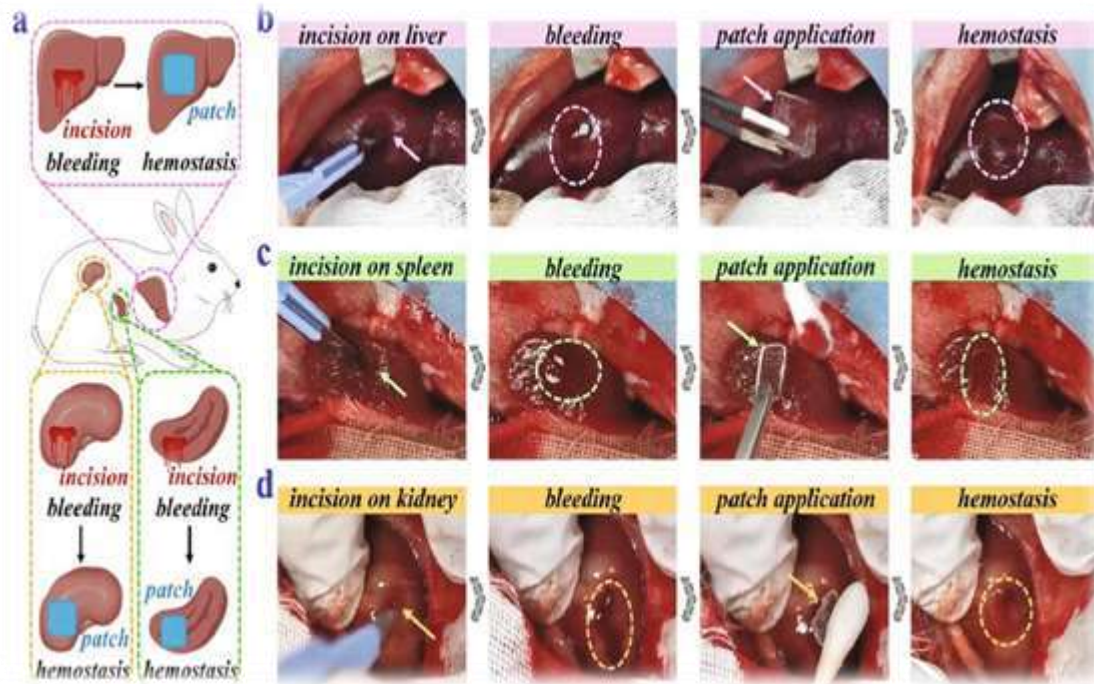 a
incision
bleeding
patch
hemostasis
incision
bleeding
patch
hemostasis
incision
bleeding
patch
hemostasis
b
incision on liver
bleeding
patch application
hemostasis
c
incision on spleen
bleeding
patch application
hemostasis
d
incision on kidney
bleeding
patch application
hemostasis